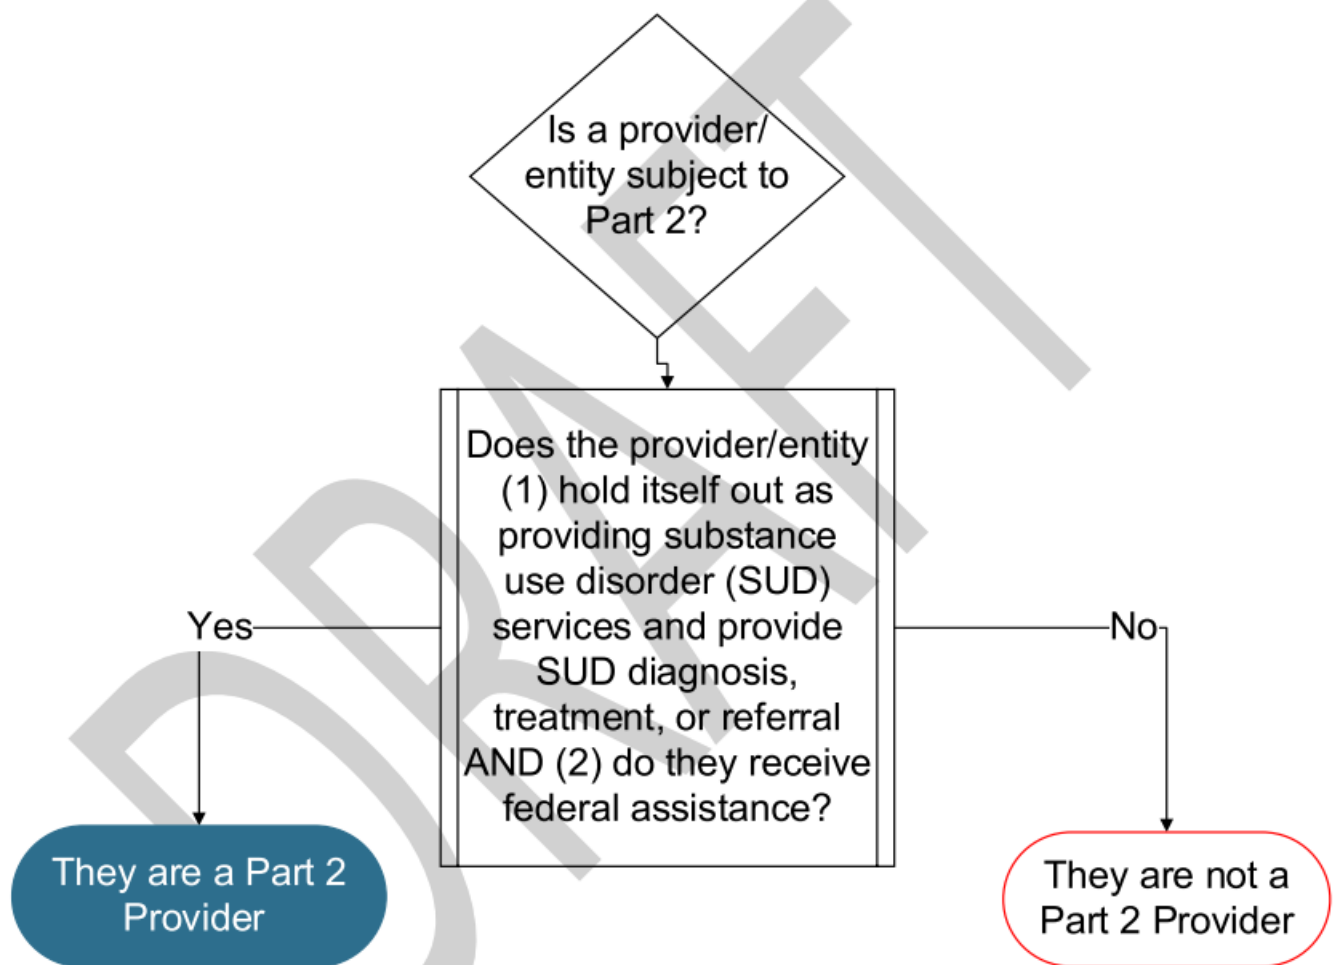 Is a provider/
entity subject to
Part 2?
Does the provider/entity
(1) hold itself out as
providing substance
use disorder (SUD)
services and provide
SUD diagnosis,
treatment, or referral
AND (2) do they receive
federal assistance?
Yes
No
They are a Part 2
Provider
They are not a
Part 2 Provider
DRAFT